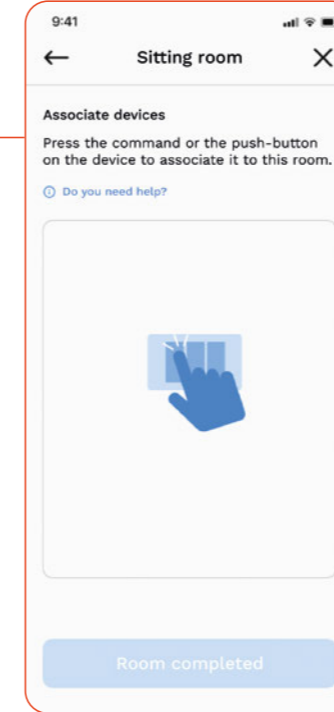 9:41
Sitting room
Associate devices
Press the command or the push-button
on the device to associate it to this room.
Do you need help?
Room completed